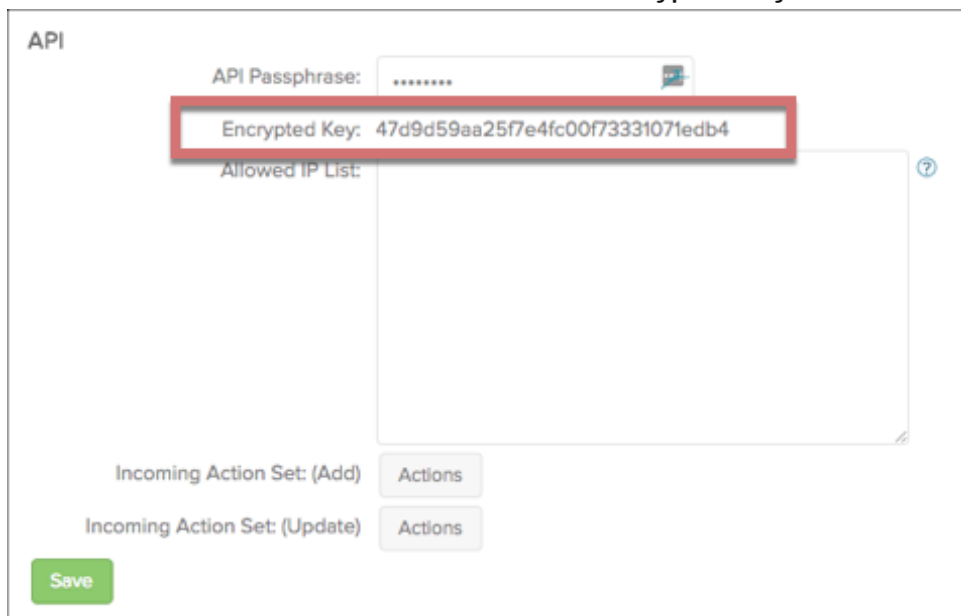 API
API Passphrase: ........
Encrypted Key: 47d9d59aa25f7e4fc00f73331071edb4
Allowed IP List:
?
Incoming Action Set: (Add) Actions
Incoming Action Set: (Update) Actions
Save